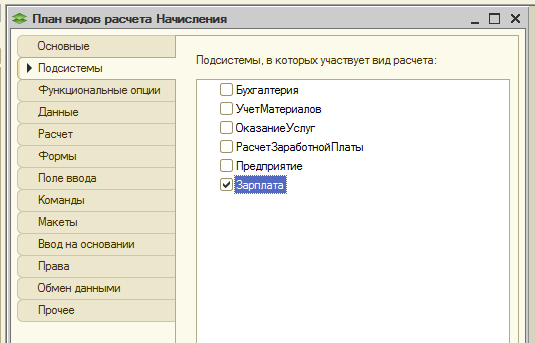 План видов расчета Начисления
Основные
Подсистемы
Функциональные опции
Данные
Расчет
Формы
Поле ввода
Команды
Макеты
Ввод на основании
Права
Обмен данными
Прочее
Подсистемы, в которых участвует вид расчета:
Бухгалтерия
УчетМатериалов
ОказаниеУслуг
РасчетЗаработнойПлаты
Предприятие
Зарплата